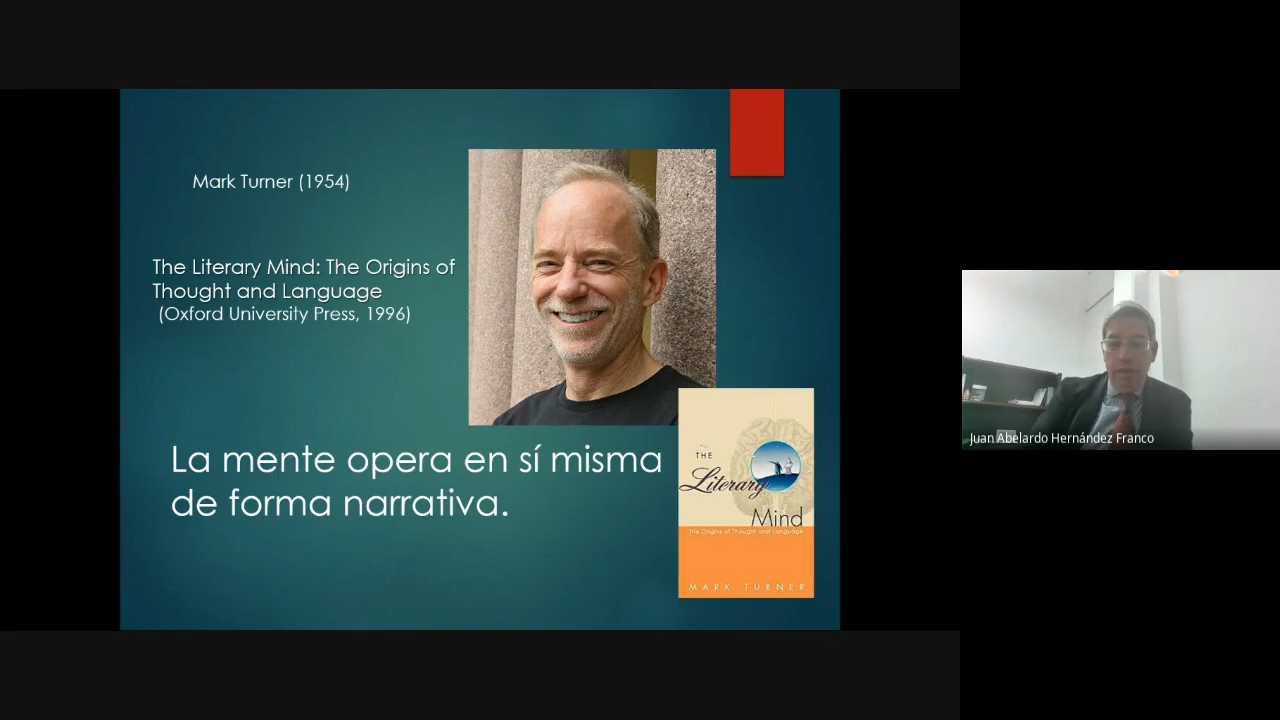 Mark Turner (1954)
The Literary Mind: The Origins of
Thought and Language
(Oxford University Press, 1996)
La mente opera en sí misma
de forma narrativa.
THE
Literary
Mind
The Origins of Thought and Language
MARK TURNER
Juan Abelardo Hernández Franco